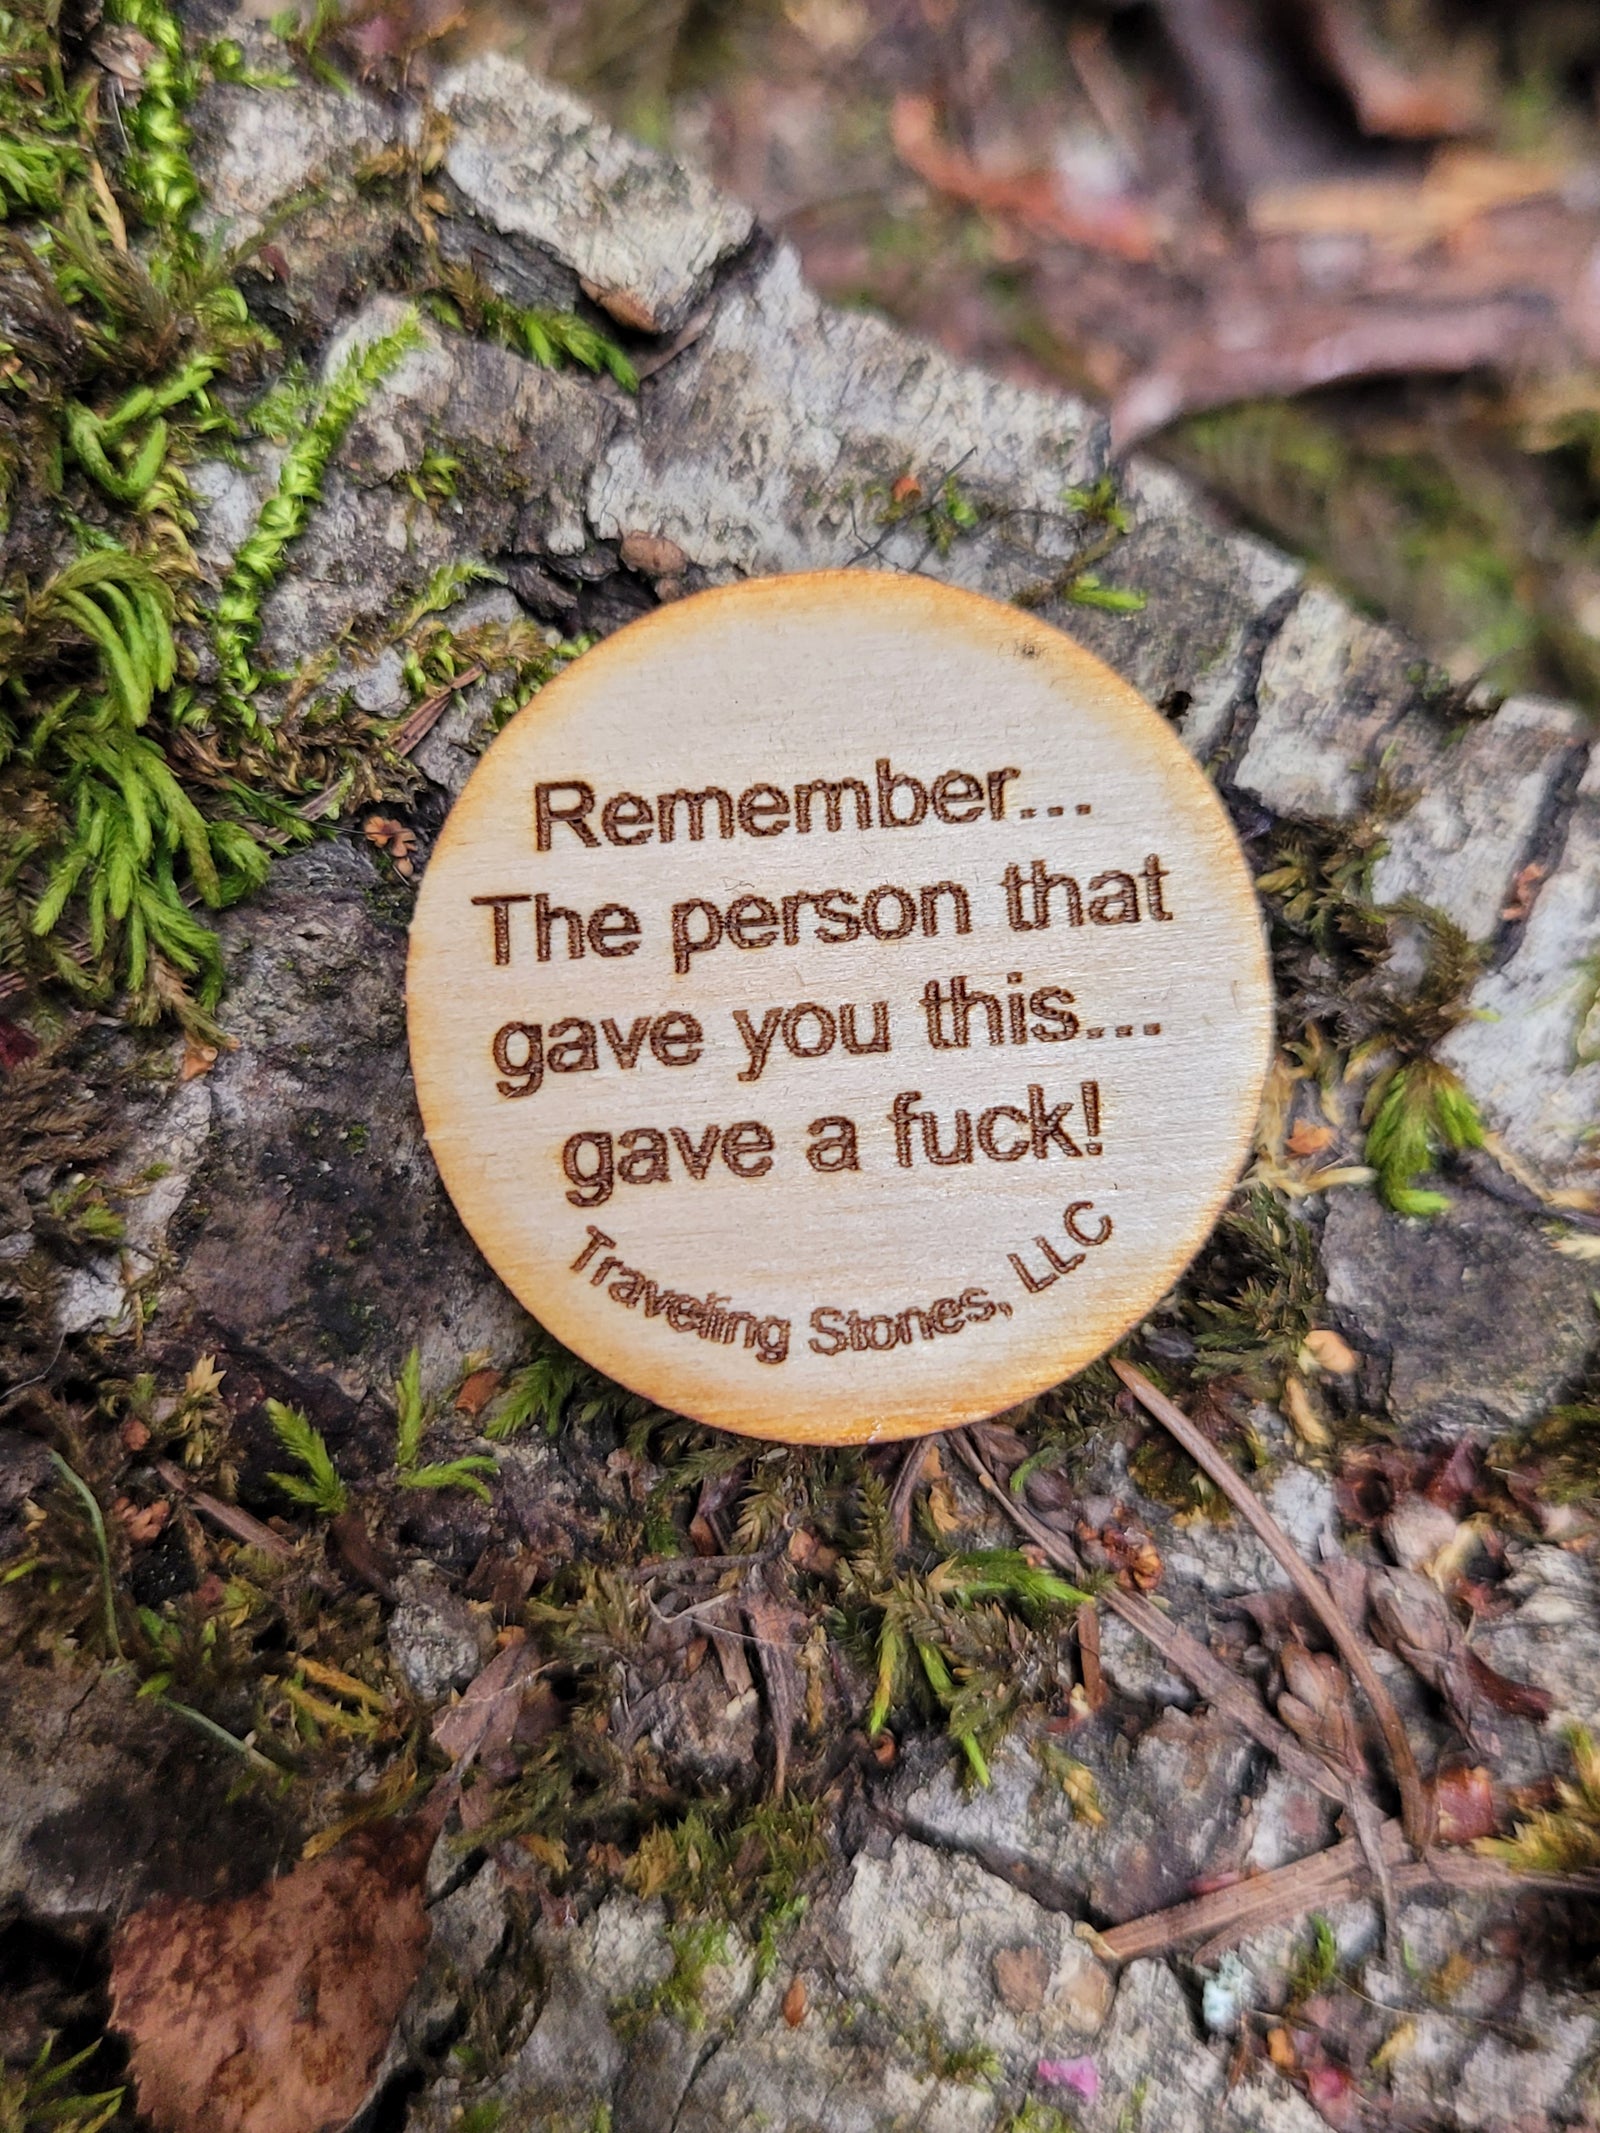 Remember...
The person that
gave you this...
gave a fuck!
Traveling Stones, LLC